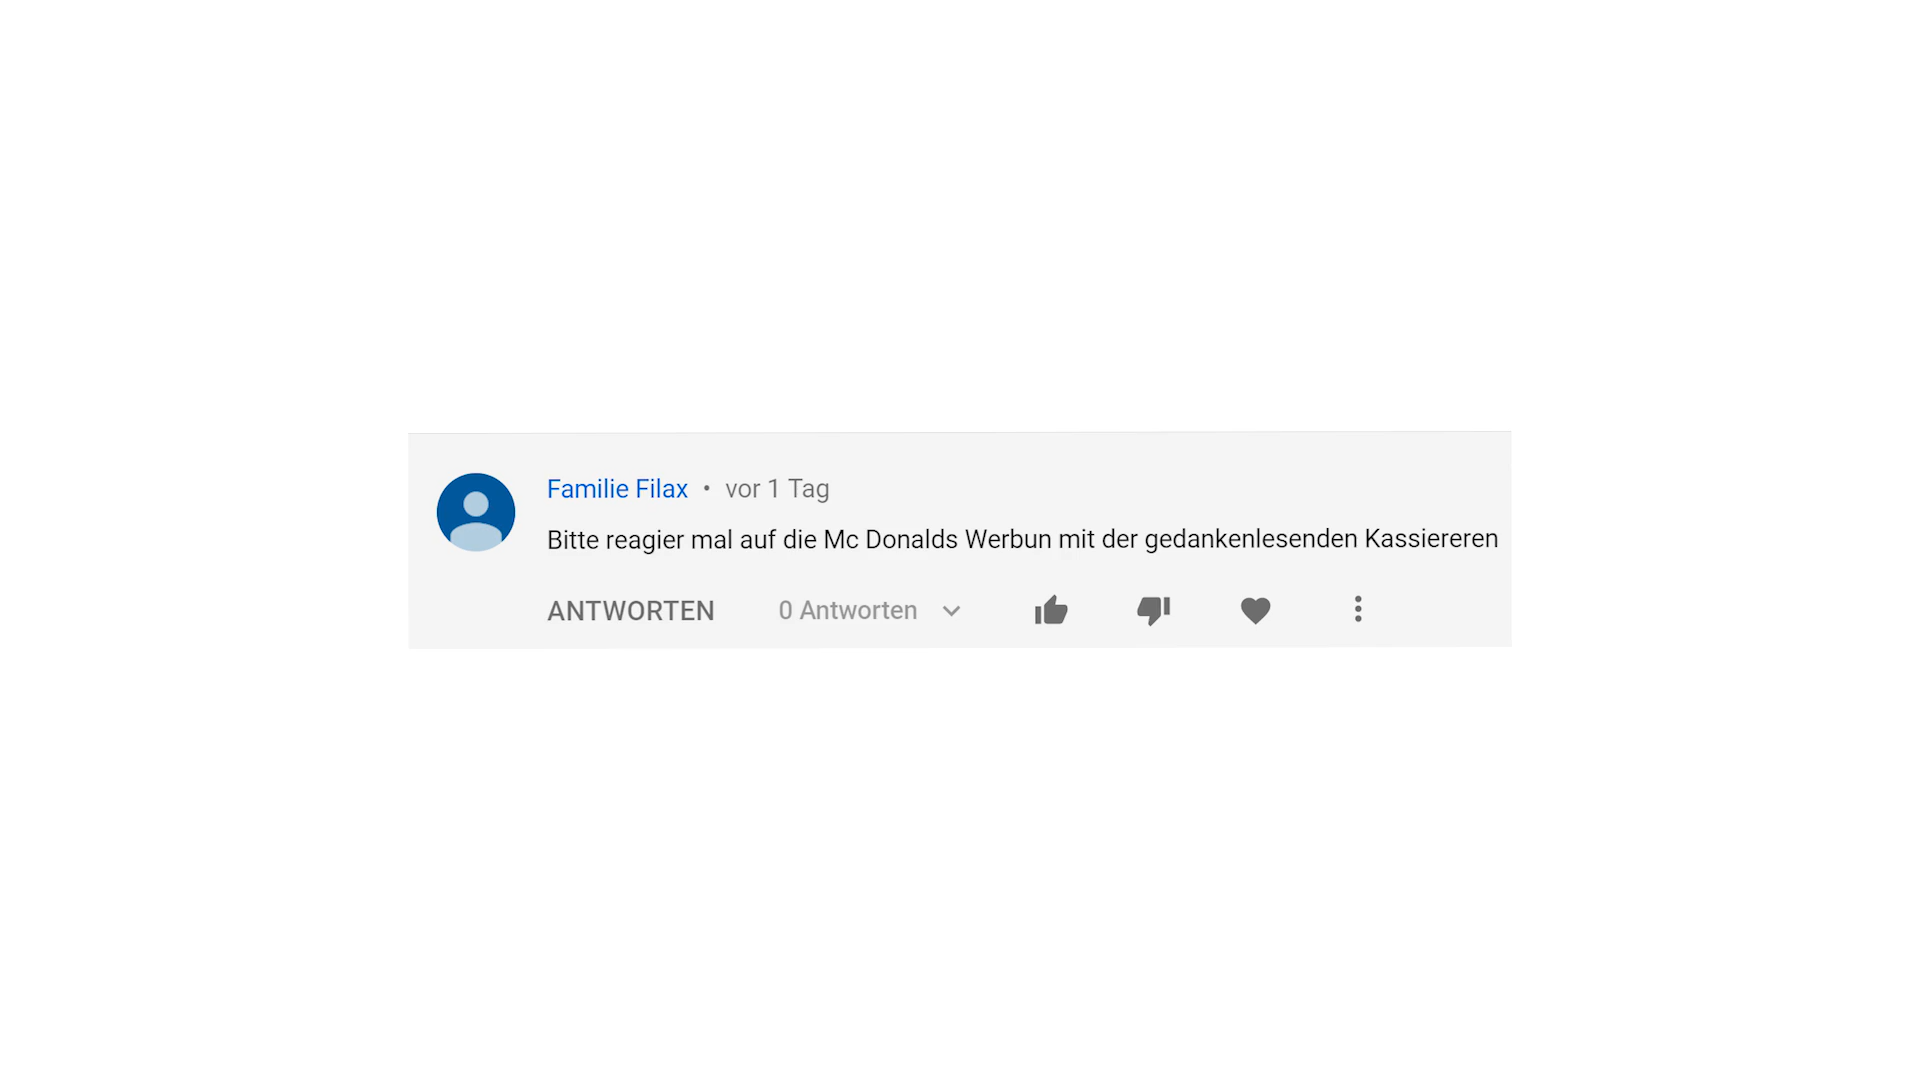 Familie Filax • vor 1 Tag
Bitte reagier mal auf die Mc Donalds Werbun mit der gedankenlesenden Kassiereren
ANTWORTEN 0 Antworten